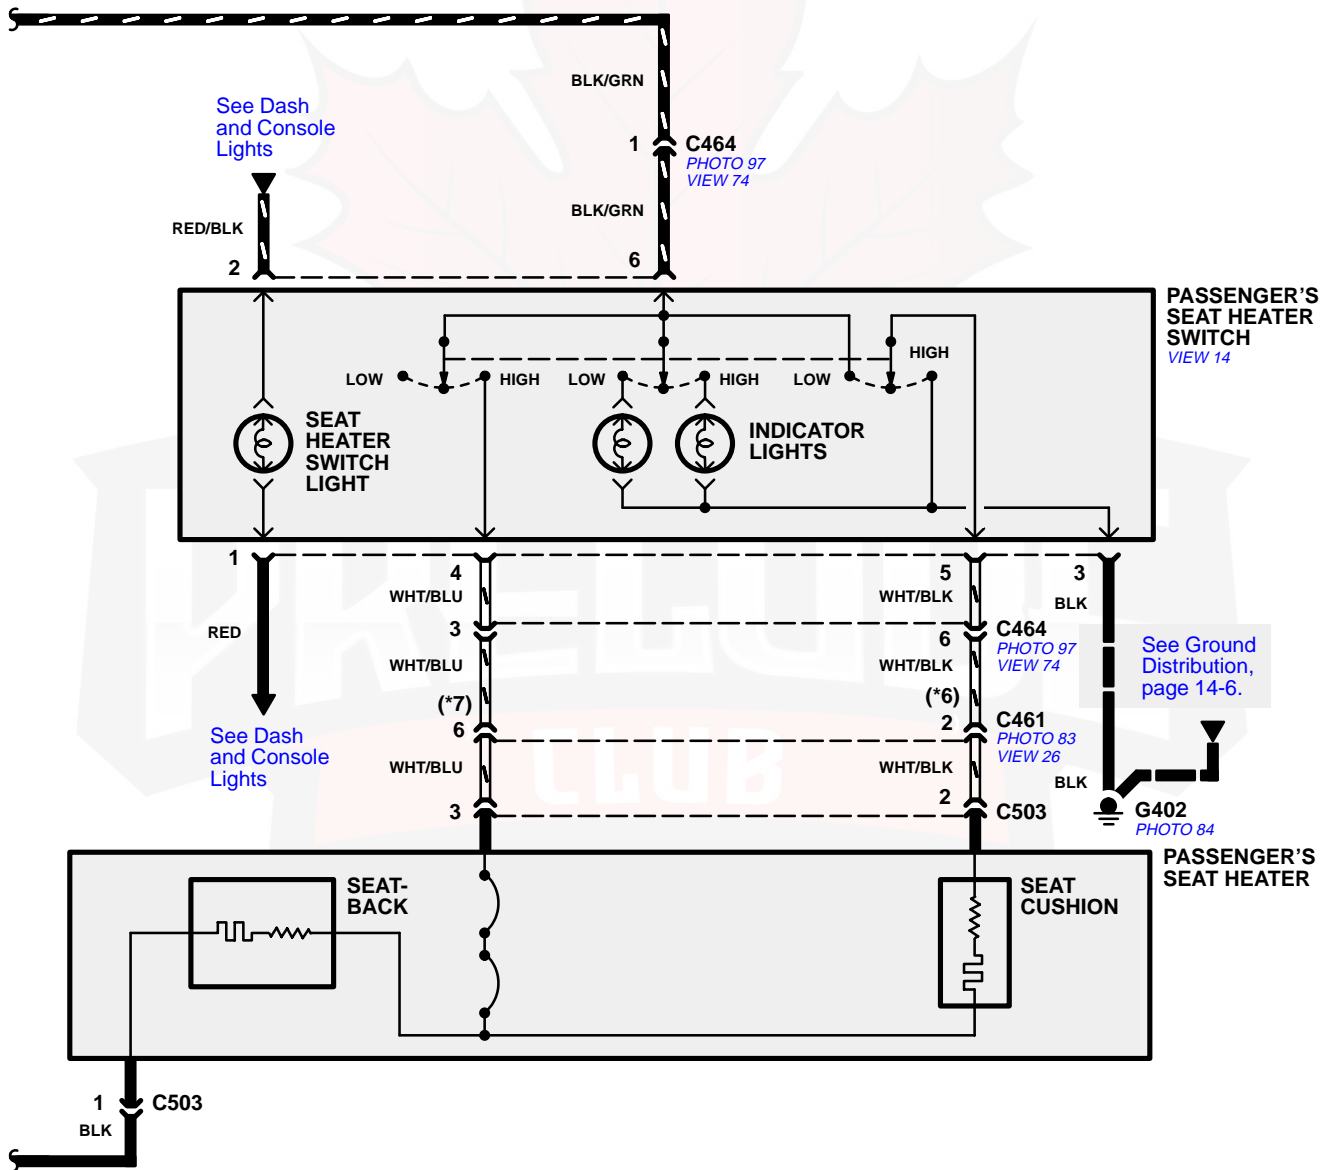 BLK/GRN
See Dash
and Console
Lights
1
C464
PHOTO 97
VIEW 74
BLK/GRN
RED/BLK
2
6
PASSENGER’S
SEAT HEATER
SWITCH
VIEW 14
LOW
HIGH
LOW
HIGH
LOW
HIGH
SEAT
HEATER
SWITCH
LIGHT
INDICATOR
LIGHTS
1
4
5
3
WHT/BLU
WHT/BLK
BLK
RED
3
6
C464
PHOTO 97
VIEW 74
WHT/BLU
WHT/BLK
See Ground
Distribution,
page 14-6.
(*7)
(*6)
6
2
C461
PHOTO 83
VIEW 26
See Dash
and Console
Lights
WHT/BLU
WHT/BLK
BLK
3
2
C503
G402
PHOTO 84
PASSENGER’S
SEAT HEATER
SEAT-
BACK
SEAT
CUSHION
1
C503
BLK
PRELUDE
CLUB